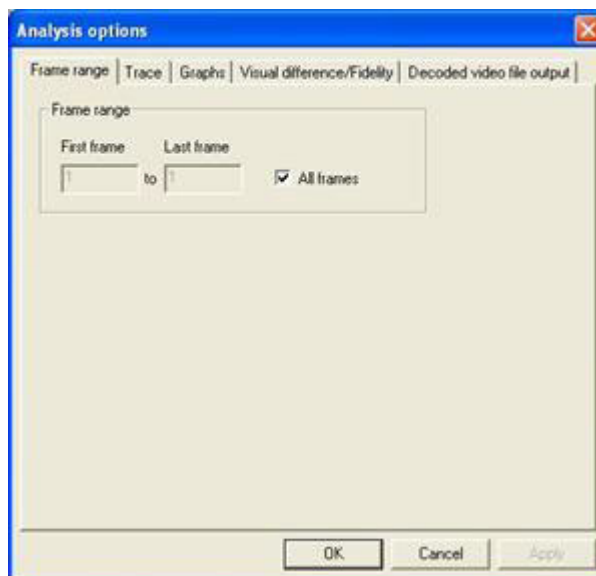 Analysis options
Frame range Trace Graphs Visual difference/Fidelity Decoded video file output
Frame range
First frame Last frame
1 to 1 All frames
OK Cancel Apply